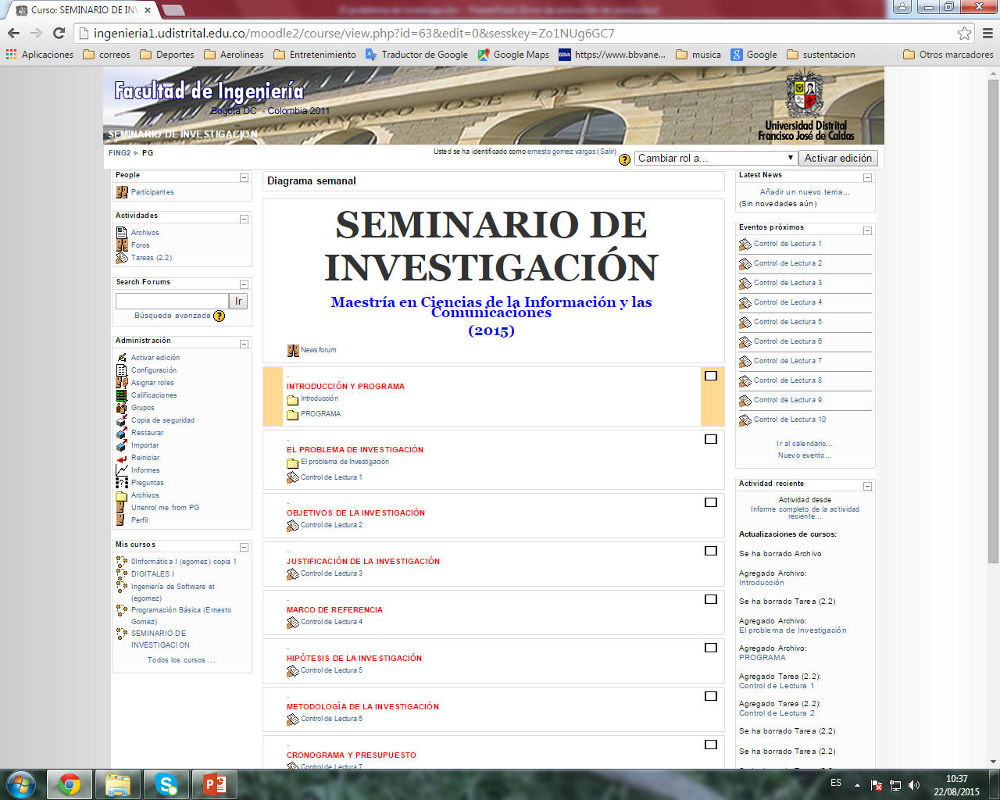 Curso: SEMINARIO DE IN
ingenieria1.udistrital.edu.co/moodle2/course/view.php?id=63&edit=0&sesskey=Zo1NUg6GC7
Aplicaciones correos Deportes Aerolineas Entretenimiento Traductor de Google Google Maps BBVA https://www.bbvane... musica Google sustentacion Otros marcadores
Facultad de Ingeniería
Bogotá DC - Colombia 2011
SEMINARIO DE INVESTIGACION
Universidad Distrital
Francisco José de Caldas
FING2 ► PG
Usted se ha identificado como ernesto gomez vargas (Salir)
Cambiar rol a...
Activar edición
People
Participantes
Actividades
Archivos
Foros
Tareas (2.2)
Search Forums
Ir
Búsqueda avanzada
Administración
Activar edición
Configuración
Asignar roles
Calificaciones
Grupos
Copia de seguridad
Restaurar
Importar
Reiniciar
Informes
Preguntas
Archivos
Unenrol me from PG
Perfil
Mis cursos
0Informática I (egomez) copia 1
DIGITALES I
Ingeniería de Software et
(egomez)
Programación Básica (Ernesto
Gomez)
SEMINARIO DE
INVESTIGACION
Todos los cursos ...
Diagrama semanal
SEMINARIO DE
INVESTIGACIÓN
Maestría en Ciencias de la Información y las
Comunicaciones
(2015)
News forum
-
INTRODUCCIÓN Y PROGRAMA
Introducción
PROGRAMA
-
EL PROBLEMA DE INVESTIGACIÓN
El problema de Investigación
Control de Lectura 1
-
OBJETIVOS DE LA INVESTIGACIÓN
Control de Lectura 2
-
JUSTIFICACIÓN DE LA INVESTIGACIÓN
Control de Lectura 3
-
MARCO DE REFERENCIA
Control de Lectura 4
-
HIPÓTESIS DE LA INVESTIGACIÓN
Control de Lectura 5
-
METODOLOGÍA DE LA INVESTIGACIÓN
Control de Lectura 6
-
CRONOGRAMA Y PRESUPUESTO
Control de Lectura 7
Latest News
Añadir un nuevo tema...
(Sin novedades aún)
Eventos próximos
Control de Lectura 1
Control de Lectura 2
Control de Lectura 3
Control de Lectura 4
Control de Lectura 5
Control de Lectura 6
Control de Lectura 7
Control de Lectura 8
Control de Lectura 9
Control de Lectura 10
Ir al calendario...
Nuevo evento...
Actividad reciente
Actividad desde
Informe completo de la actividad
reciente...
Actualizaciones de cursos:
Se ha borrado Archivo
Agregado Archivo:
Introducción
Se ha borrado Tarea (2.2)
Agregado Archivo:
El problema de Investigación
Agregado Archivo:
PROGRAMA
Agregado Tarea (2.2):
Control de Lectura 1
Agregado Tarea (2.2):
Control de Lectura 2
Se ha borrado Tarea (2.2)
Se ha borrado Tarea (2.2)
ES
10:37
22/08/2015